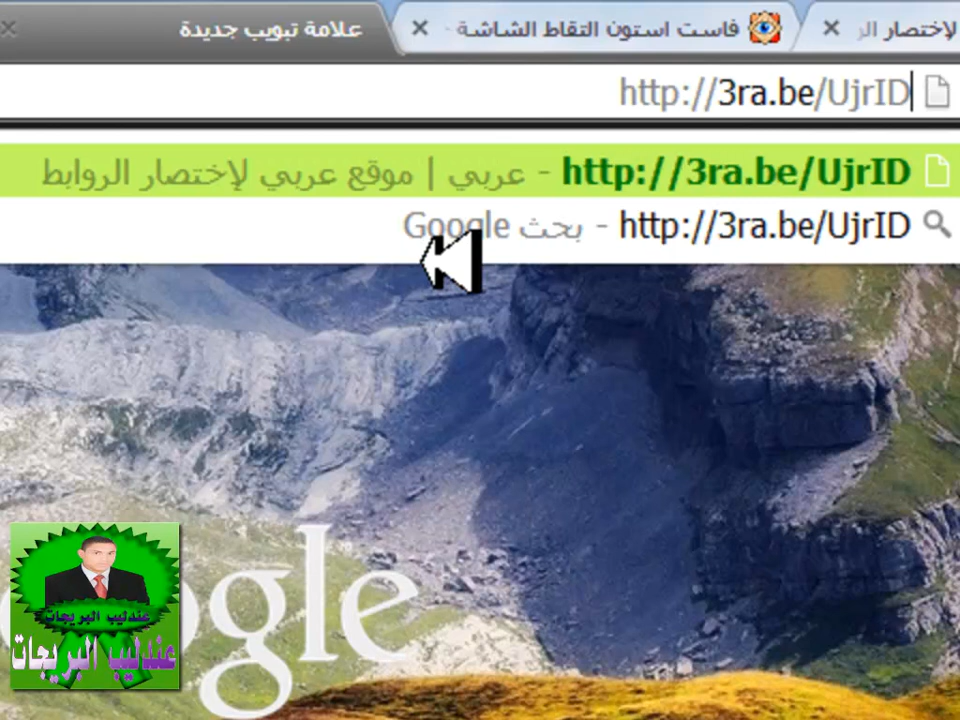 لإختصار الر
فاست استون التقاط الشاشة -
علامة تبويب جديدة
http://3ra.be/UjrID
http://3ra.be/UjrID - عربي | موقع عربي لإختصار الروابط
http://3ra.be/UjrID - بحث Google
ogle
عندليب البريجات
عندليب البريجات